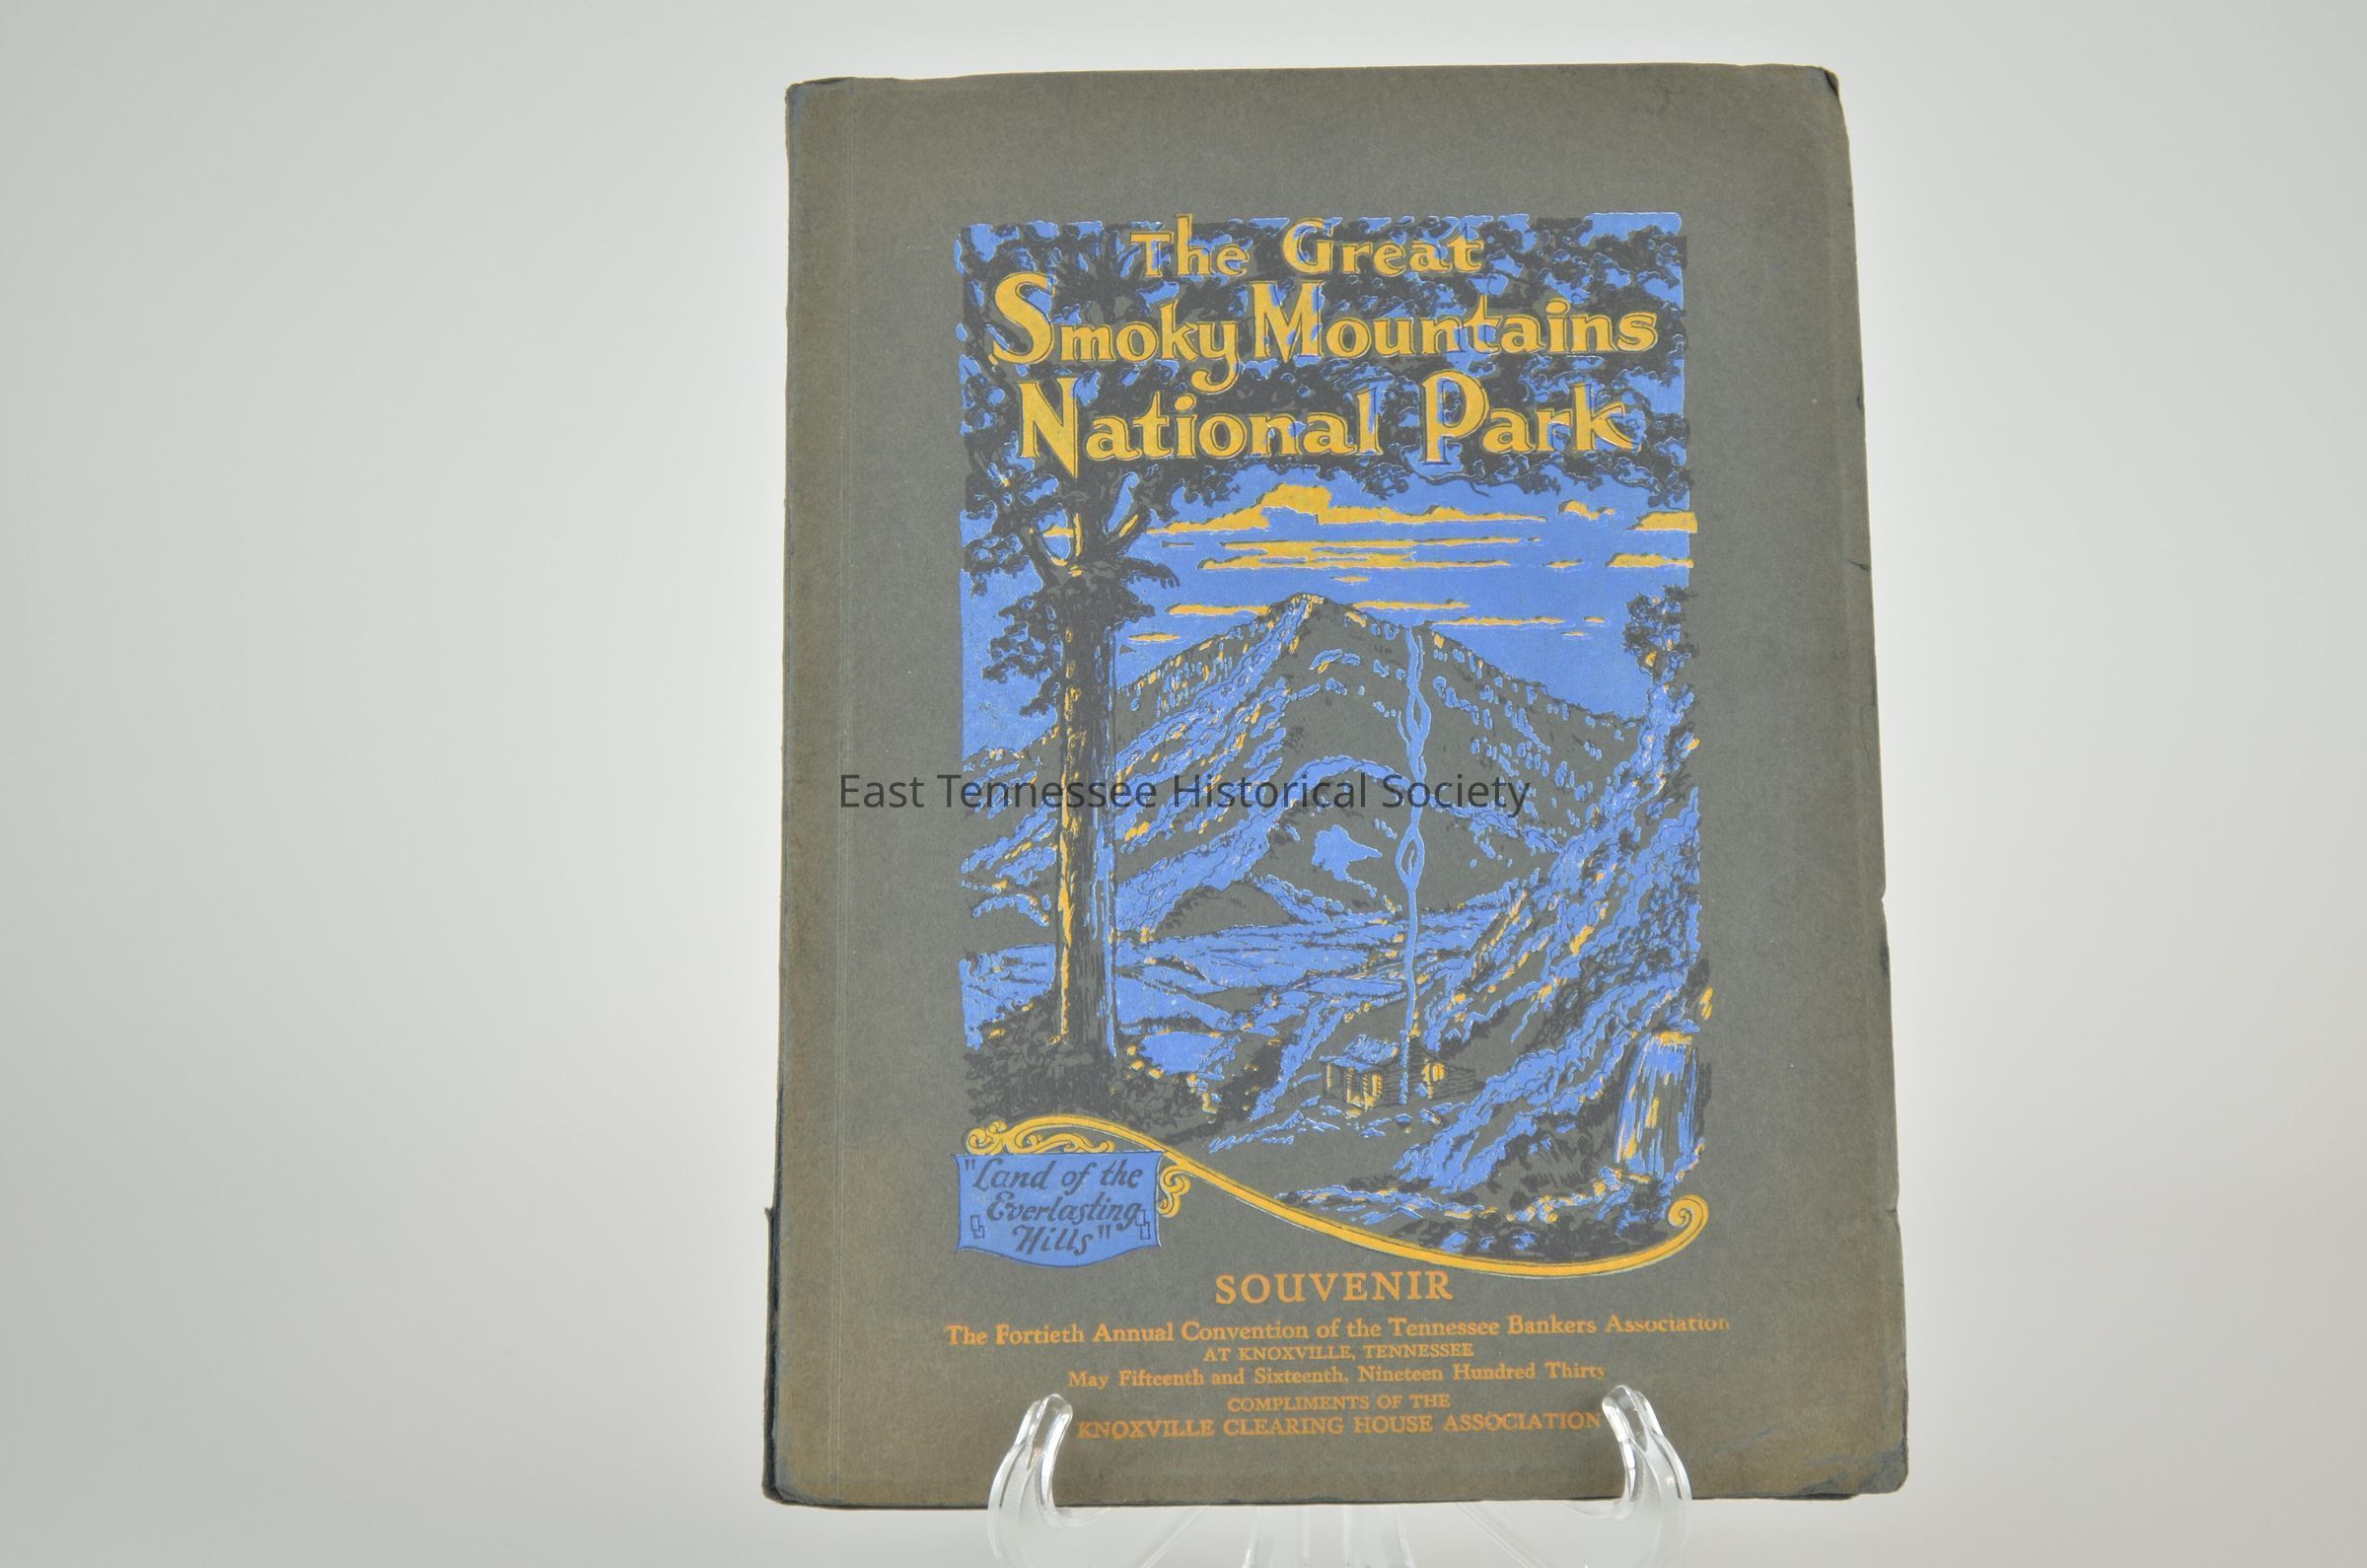 The Great
Smoky Mountains
National Park
East Tennessee Historical Society
"Land of the
Everlasting
Hills"
SOUVENIR
The Fortieth Annual Convention of the Tennessee Bankers Association
AT KNOXVILLE, TENNESSEE
May Fifteenth and Sixteenth, Nineteen Hundred Thirty
COMPLIMENTS OF THE
KNOXVILLE CLEARING HOUSE ASSOCIATION